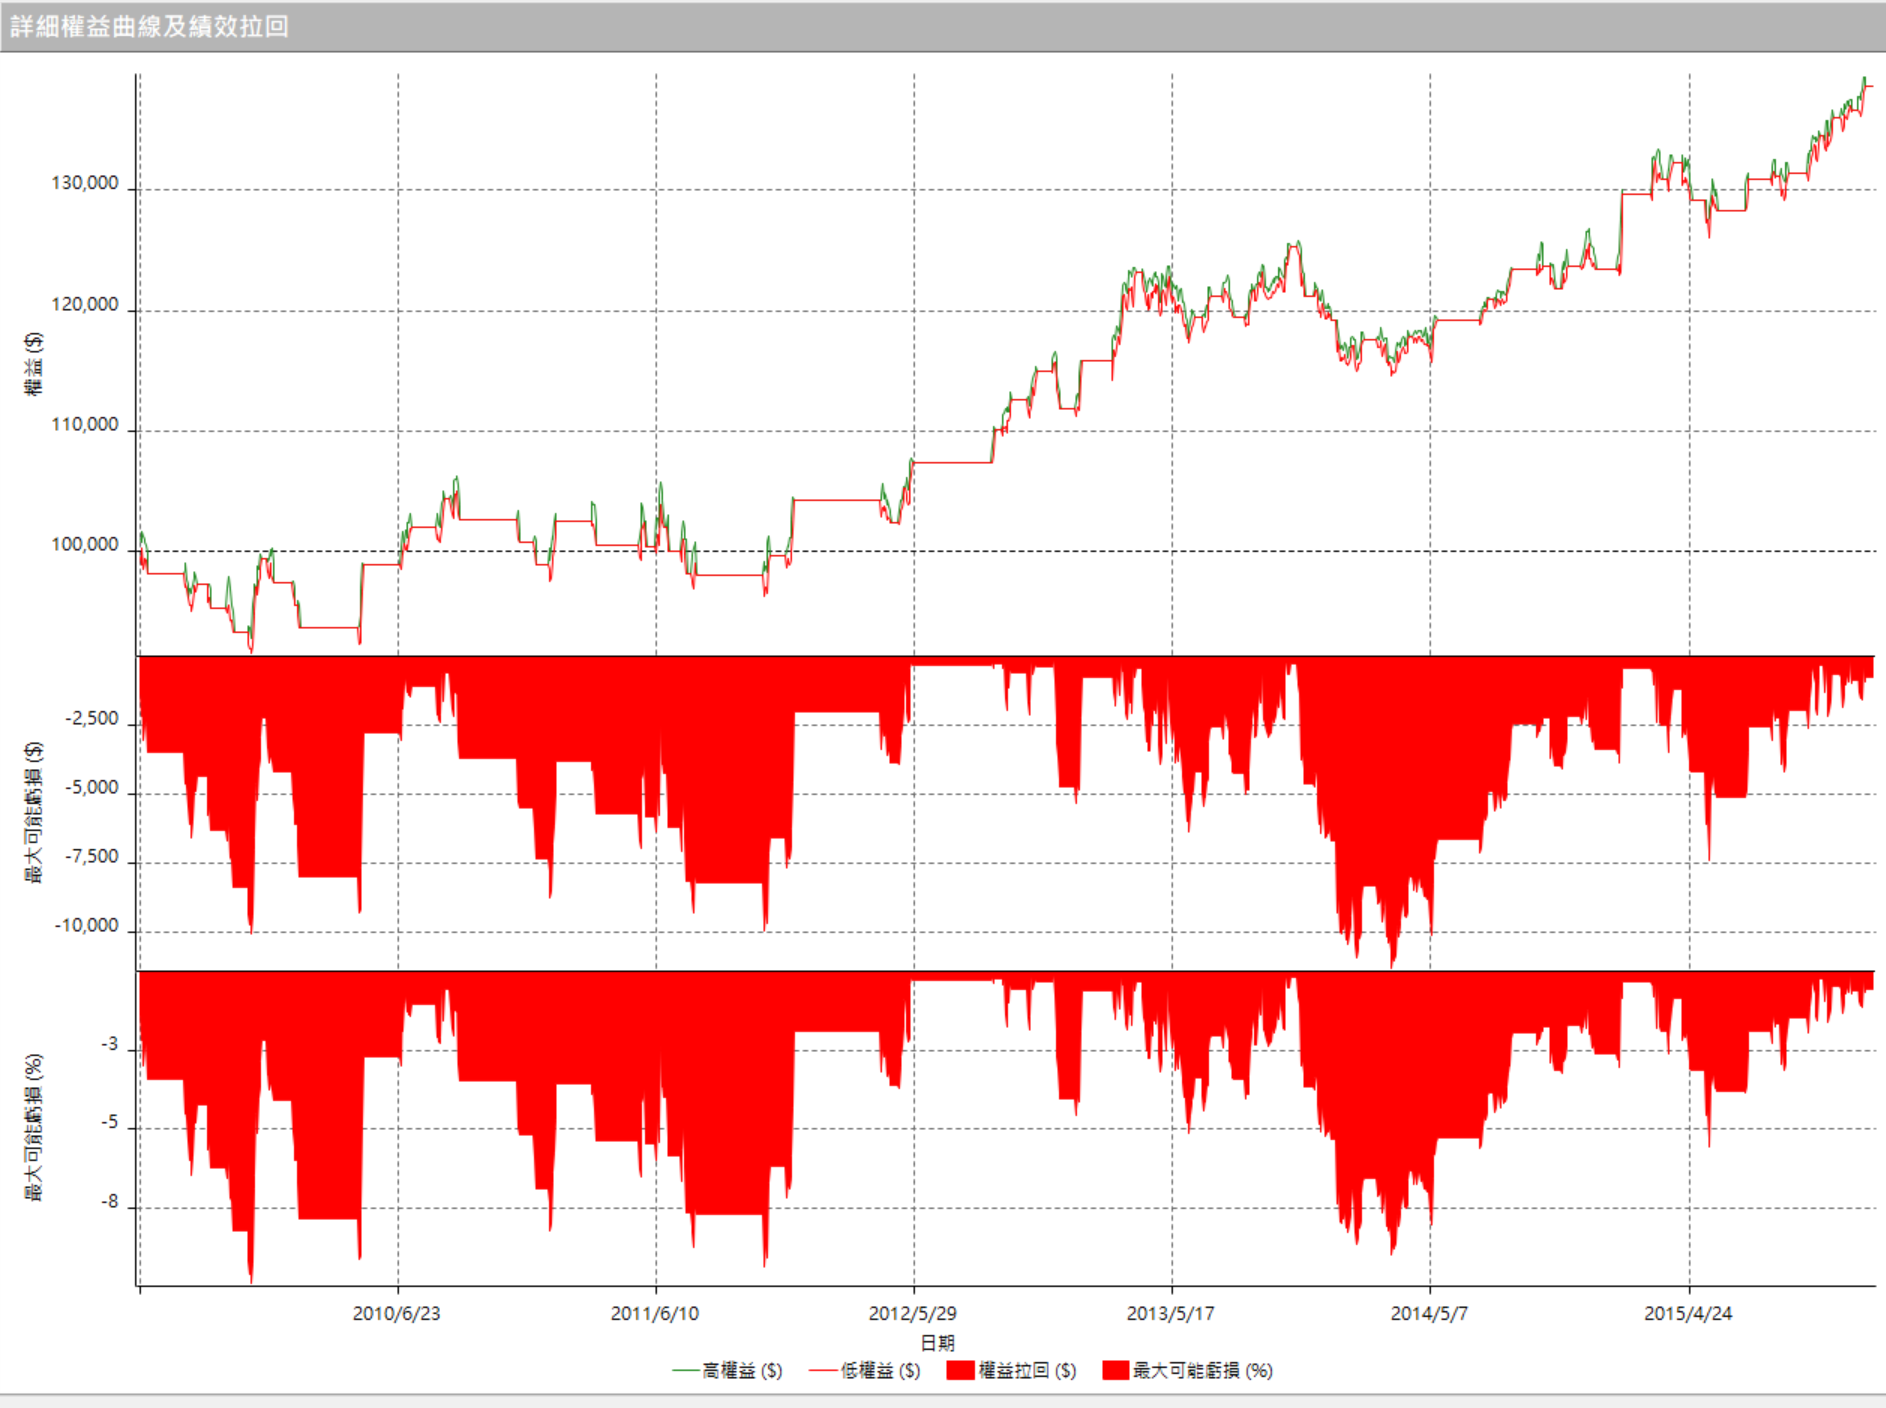 詳細權益曲線及績效拉回
130,000
120,000
110,000
100,000
權益 ($)
-2,500
-5,000
-7,500
-10,000
最大可能虧損 ($)
-3
-5
-8
最大可能虧損 (%)
2010/6/23 2011/6/10 2012/5/29 2013/5/17 2014/5/7 2015/4/24
日期
高權益 ($) 低權益 ($) 權益拉回 ($) 最大可能虧損 (%)